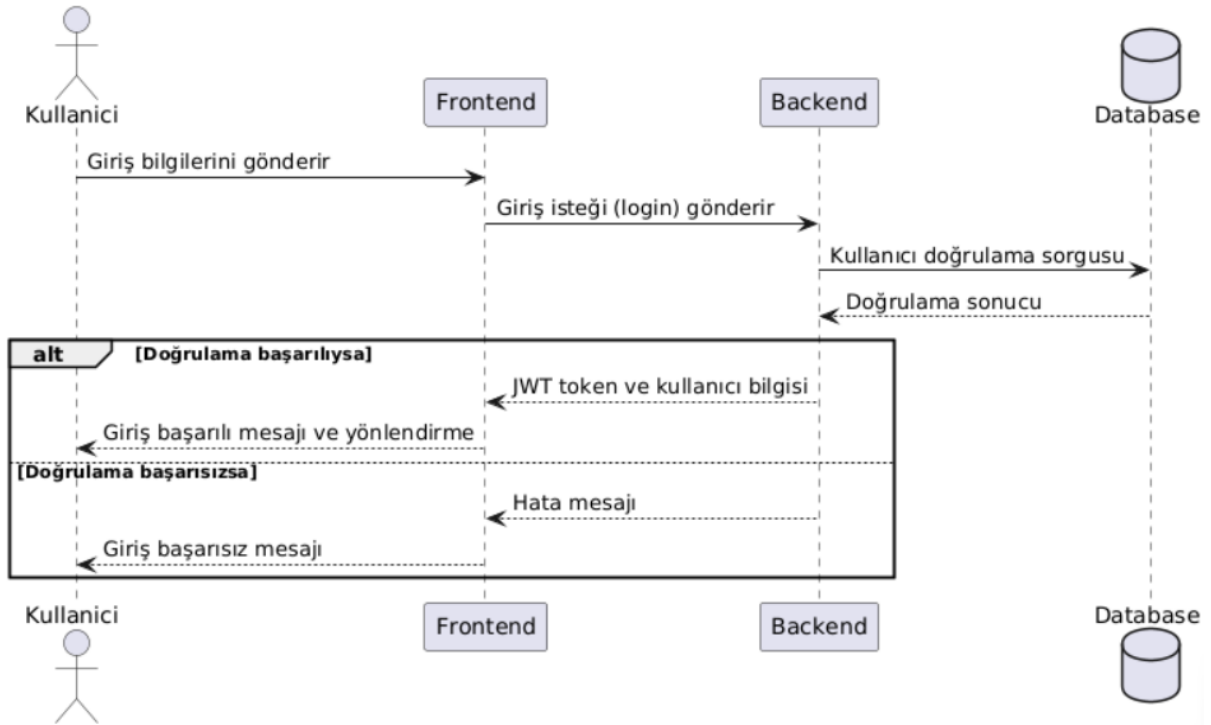 Kullanici
Frontend
Backend
Database
Giriş bilgilerini gönderir
Giriş isteği (login) gönderir
Kullanıcı doğrulama sorgusu
Doğrulama sonucu
alt [Doğrulama başarılıysa]
JWT token ve kullanıcı bilgisi
Giriş başarılı mesajı ve yönlendirme
[Doğrulama başarısızsa]
Hata mesajı
Giriş başarısız mesajı
Kullanici
Frontend
Backend
Database